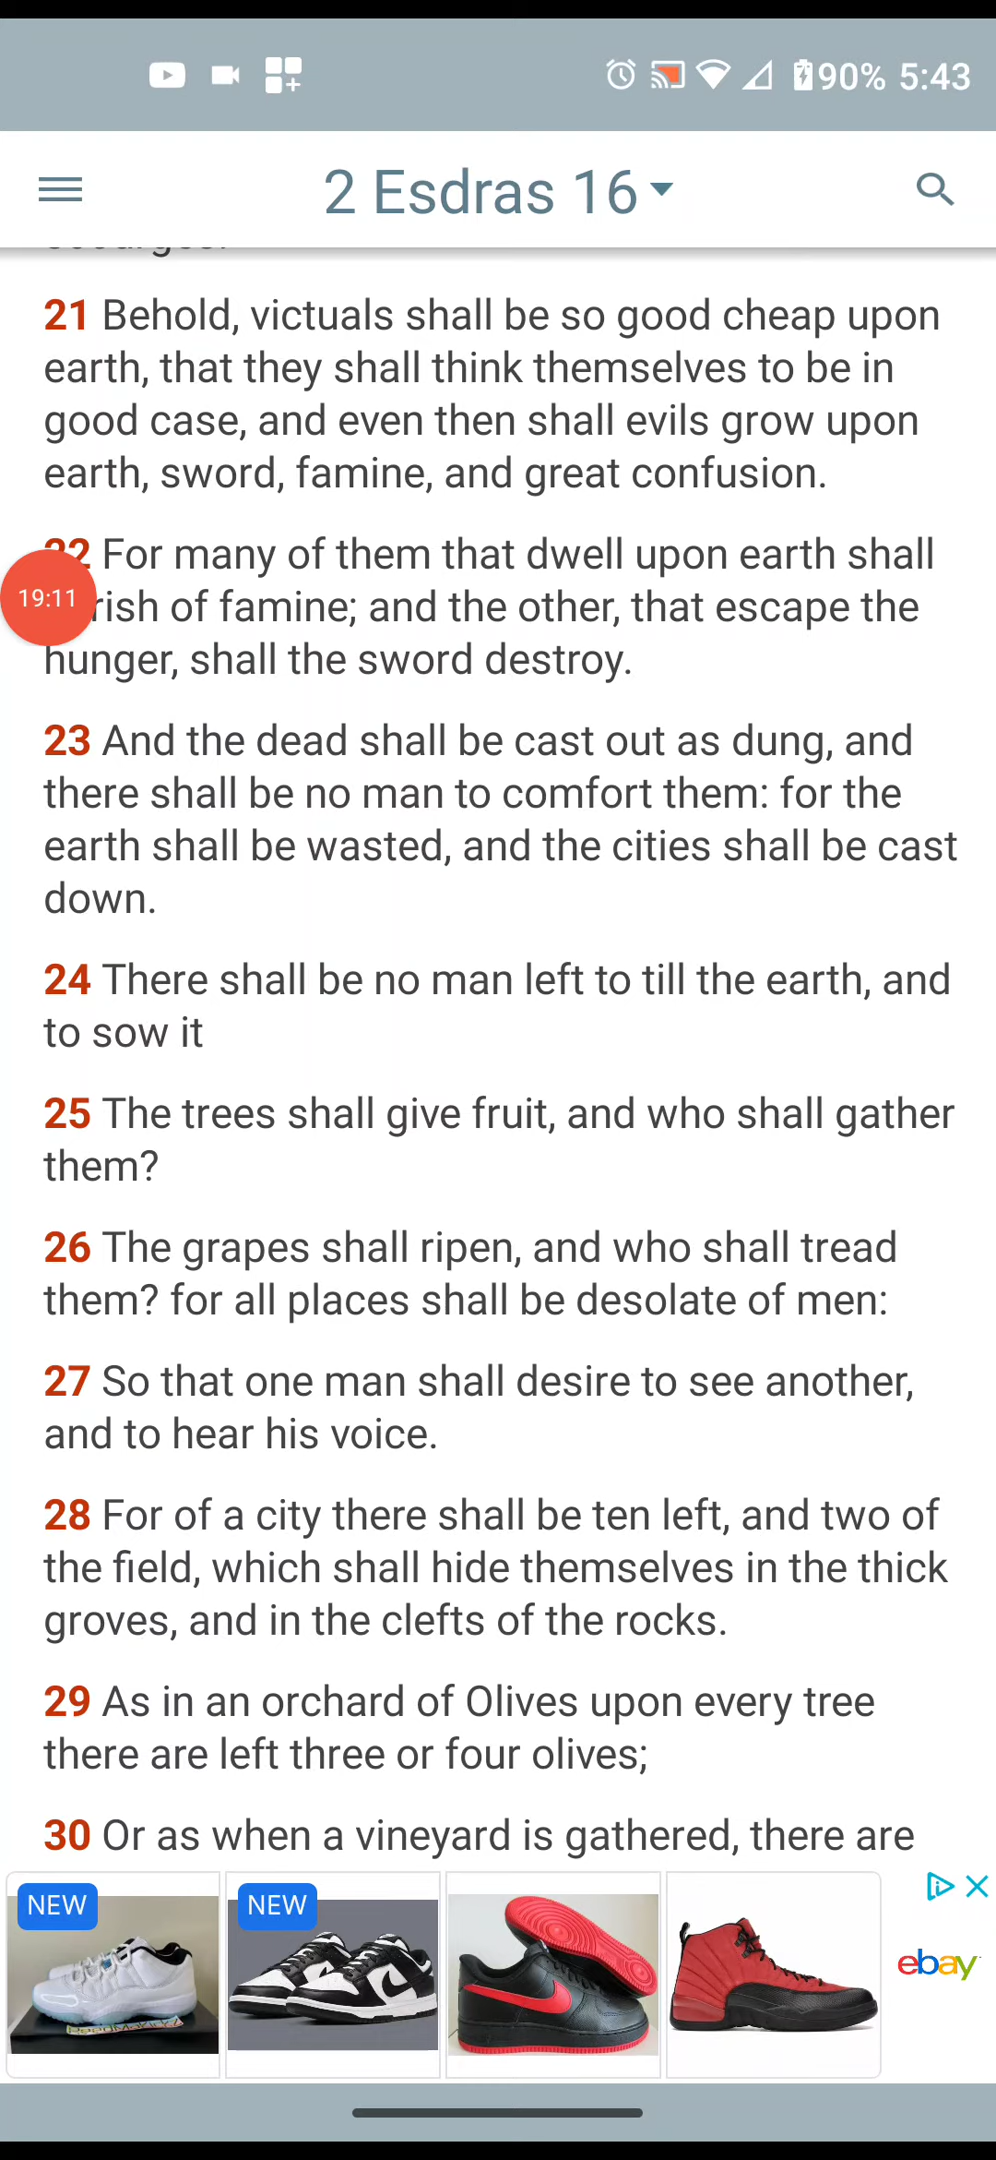 90% 5:43
2 Esdras 16
21 Behold, victuals shall be so good cheap upon
earth, that they shall think themselves to be in
good case, and even then shall evils grow upon
earth, sword, famine, and great confusion.
22 For many of them that dwell upon earth shall
19:11
rish of famine; and the other, that escape the
hunger, shall the sword destroy.
23 And the dead shall be cast out as dung, and
there shall be no man to comfort them: for the
earth shall be wasted, and the cities shall be cast
down.
24 There shall be no man left to till the earth, and
to sow it
25 The trees shall give fruit, and who shall gather
them?
26 The grapes shall ripen, and who shall tread
them? for all places shall be desolate of men:
27 So that one man shall desire to see another,
and to hear his voice.
28 For of a city there shall be ten left, and two of
the field, which shall hide themselves in the thick
groves, and in the clefts of the rocks.
29 As in an orchard of Olives upon every tree
there are left three or four olives;
30 Or as when a vineyard is gathered, there are
NEW
NEW
ebay